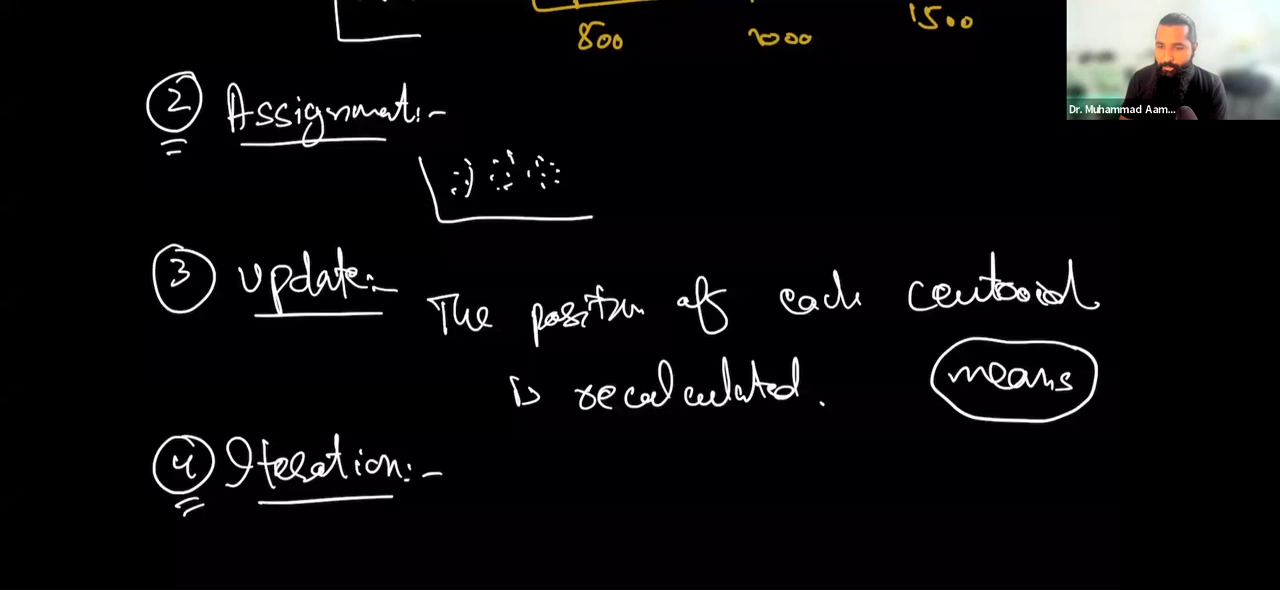 800 1000 1500
Dr. Muhammad Aam...
2 Assignment:-
3 update:-
The position of each centroid
is recalculated. means
4 Iteration:-